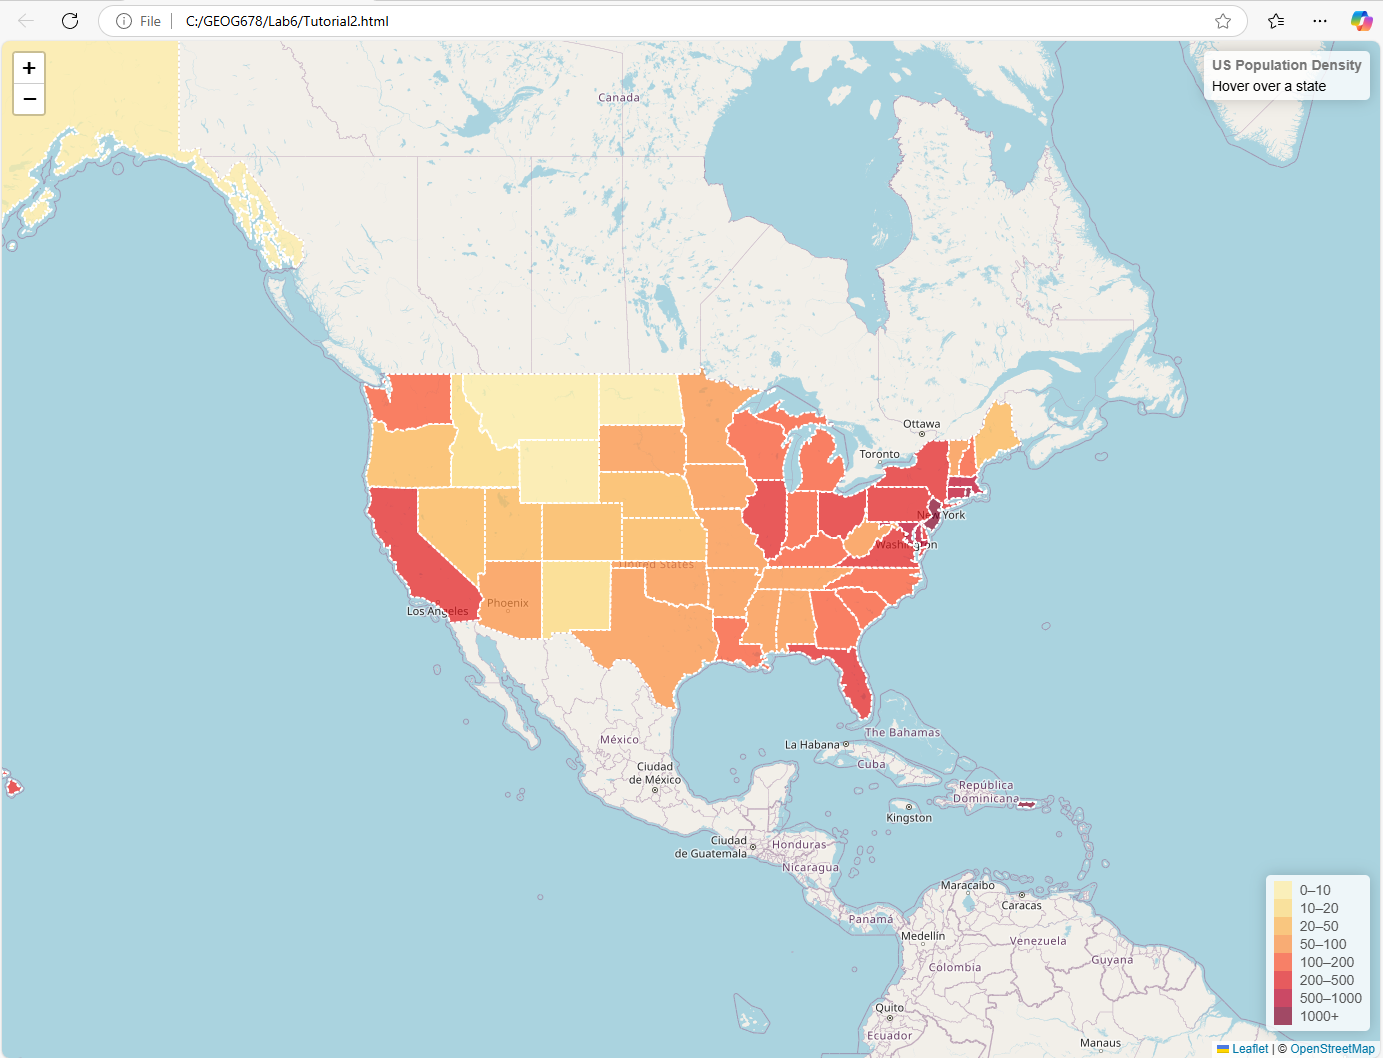 File
C:/GEOG678/Lab6/Tutorial2.html
+
−
US Population Density
Hover over a state
Canada
Ottawa
Toronto
New York
Washington
United States
Phoenix
Los Angeles
México
Ciudad
de México
La Habana
The Bahamas
Cuba
República
Dominicana
Kingston
Ciudad
de Guatemala
Honduras
Nicaragua
Maracaibo
Caracas
Panamá
Medellín
Venezuela
Guyana
Colombia
Quito
Ecuador
Manaus
0–10
10–20
20–50
50–100
100–200
200–500
500–1000
1000+
Leaflet | © OpenStreetMap